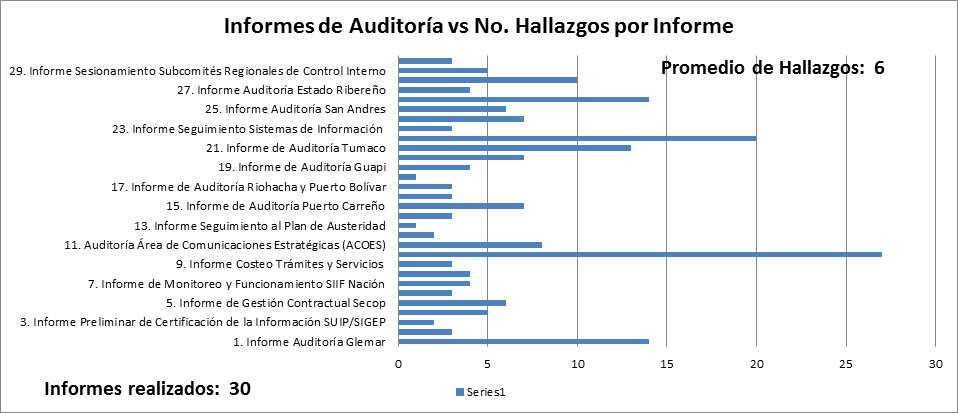 Informes de Auditoría vs No. Hallazgos por Informe
Promedio de Hallazgos: 6
29. Informe Sesionamiento Subcomités Regionales de Control Interno
27. Informe Auditoría Estado Ribereño
25. Informe Auditoría San Andres
23. Informe Seguimiento Sistemas de Información
21. Informe de Auditoría Tumaco
19. Informe de Auditoría Guapi
17. Informe de Auditoría Riohacha y Puerto Bolívar
15. Informe de Auditoría Puerto Carreño
13. Informe Seguimiento al Plan de Austeridad
11. Auditoría Área de Comunicaciones Estratégicas (ACOES)
9. Informe Costeo Trámites y Servicios
7. Informe de Monitoreo y Funcionamiento SIIF Nación
5. Informe de Gestión Contractual Secop
3. Informe Preliminar de Certificación de la Información SUIP/SIGEP
1. Informe Auditoría Glemar
0 5 10 15 20 25 30
Informes realizados: 30
Series1